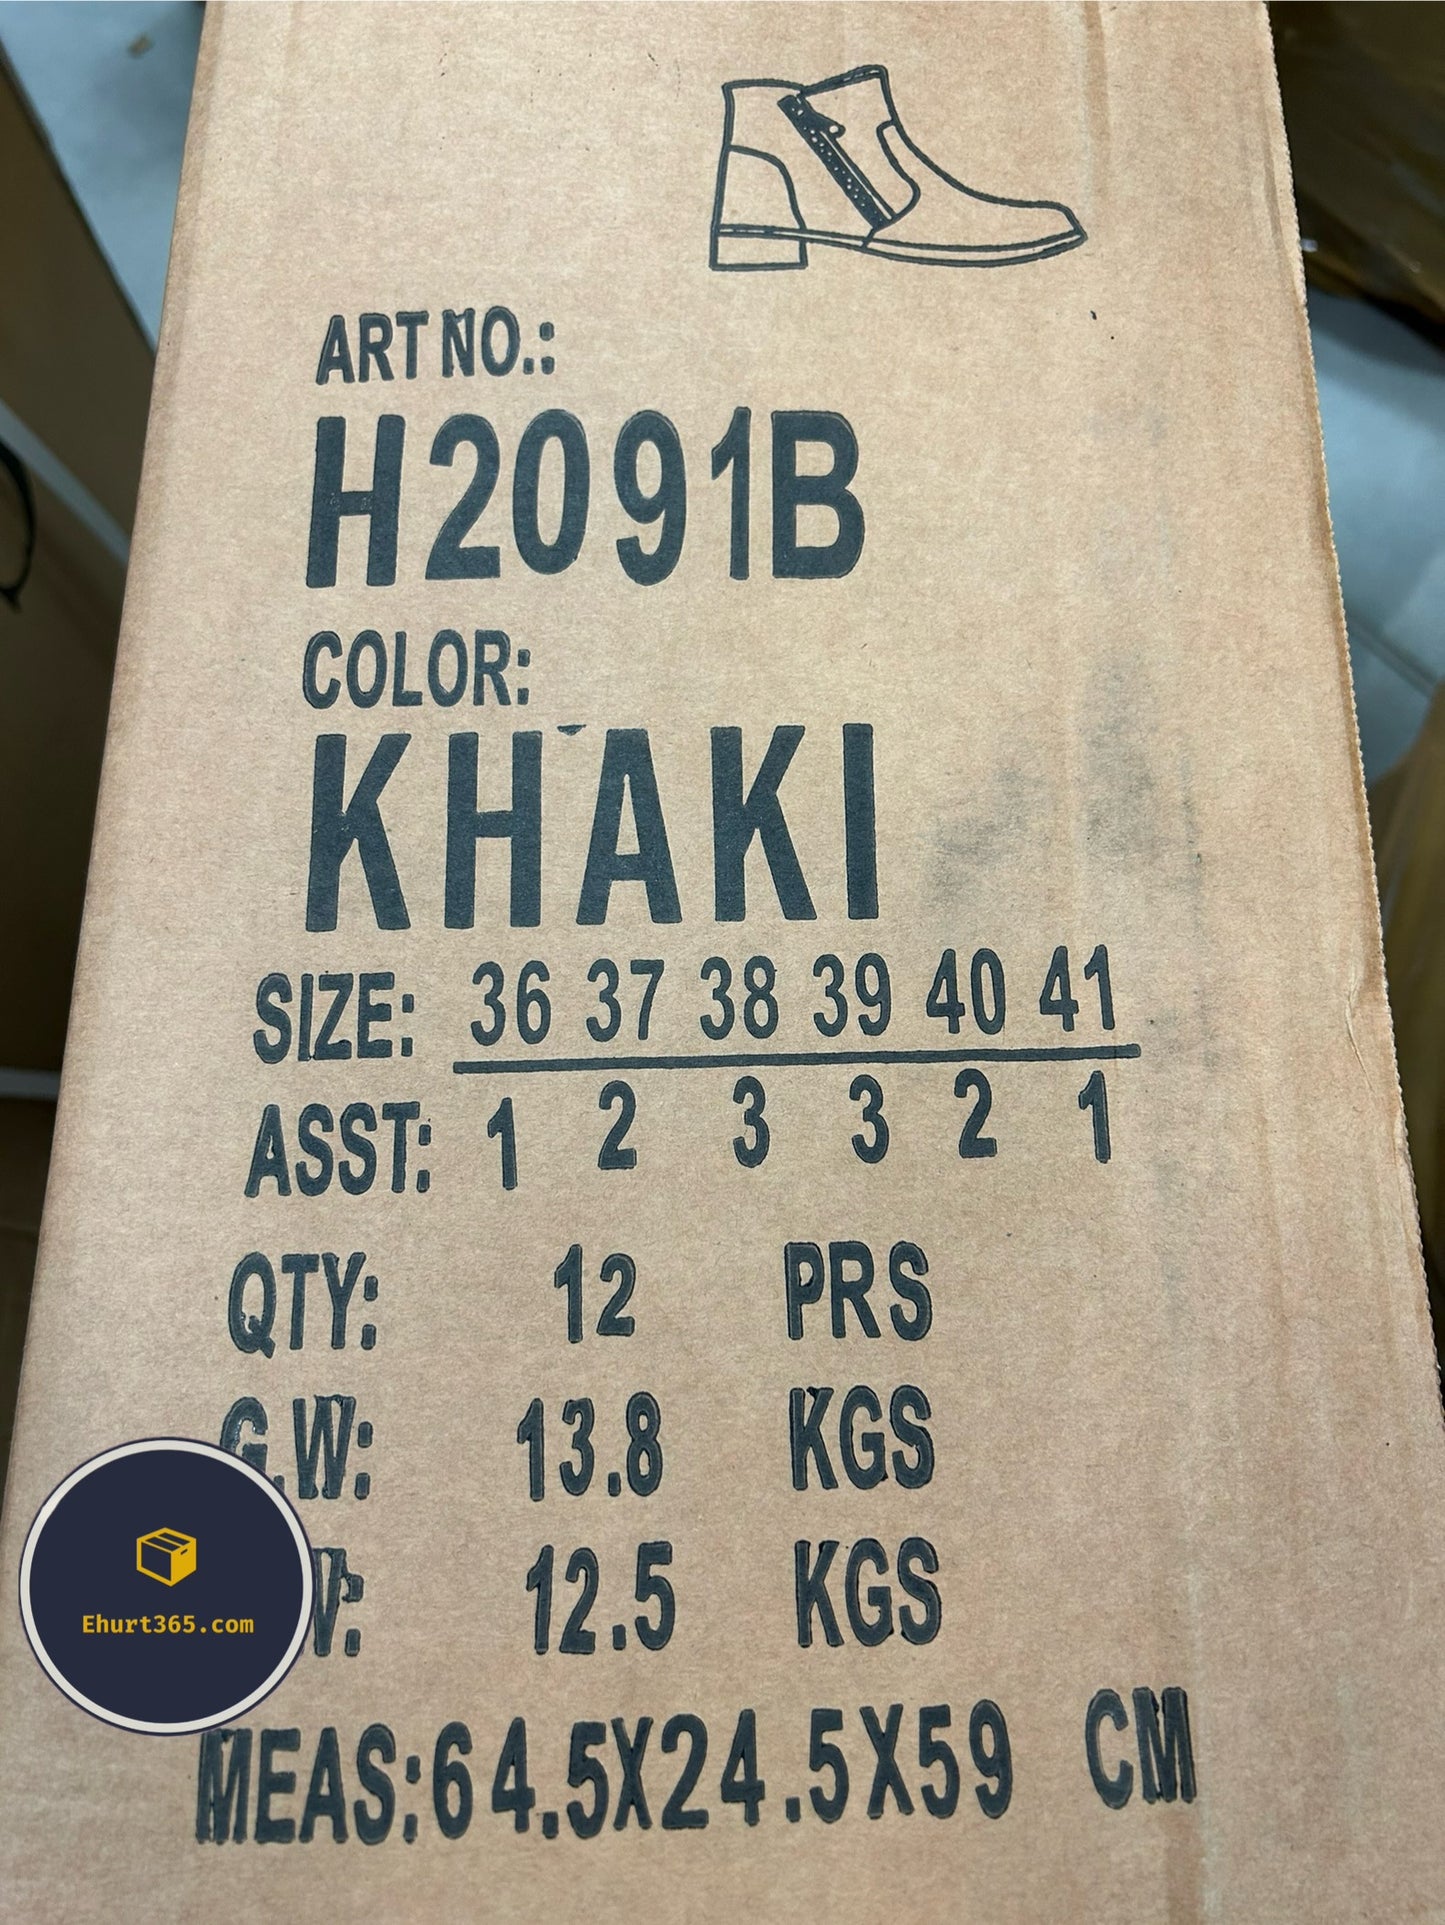 ART NO.:
H2091B
COLOR:
KHAKI
SIZE: 36 37 38 39 40 41
ASST: 1 2 3 3 2 1
QTY: 12 PRS
G.W: 13.8 KGS
12.5 KGS
Ehurt365.com
MEAS:64.5X24.5X59 CM